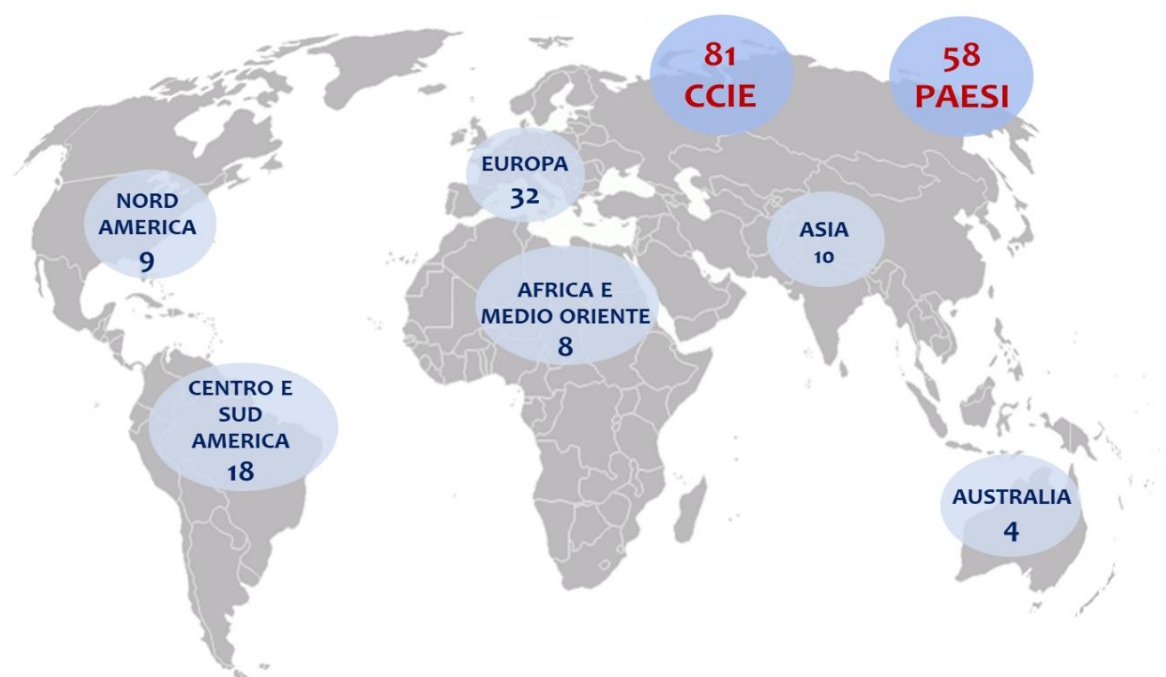 81
CCIE
58
PAESI
EUROPA
32
NORD
AMERICA
9
ASIA
10
AFRICA E
MEDIO ORIENTE
8
CENTRO E
SUD
AMERICA
18
AUSTRALIA
4